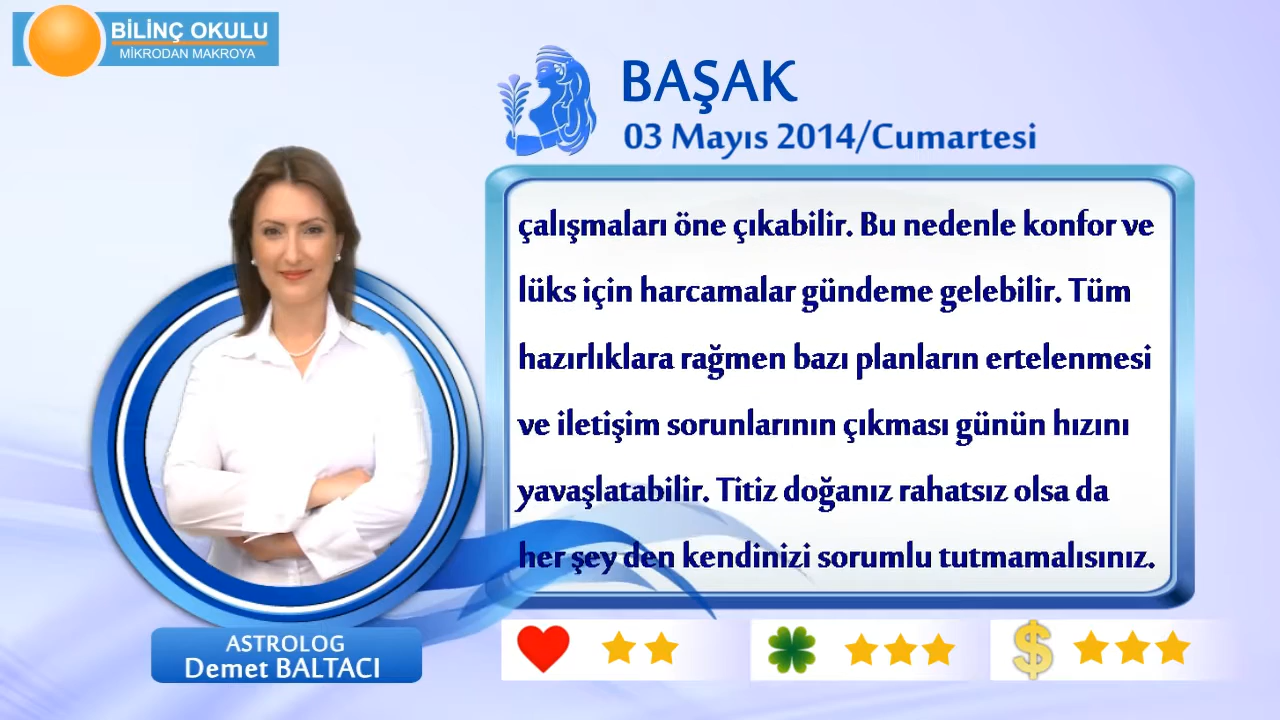 BİLİNÇ OKULU
MİKRODAN MAKROYA
BAŞAK
03 Mayıs 2014/Cumartesi
çalışmaları öne çıkabilir. Bu nedenle konfor ve
lüks için harcamalar gündeme gelebilir. Tüm
hazırlıklara rağmen bazı planların ertelenmesi
ve iletişim sorunlarının çıkması günün hızını
yavaşlatabilir. Titiz doğanız rahatsız olsa da
her şey den kendinizi sorumlu tutmamalısınız.
ASTROLOG
Demet BALTACI